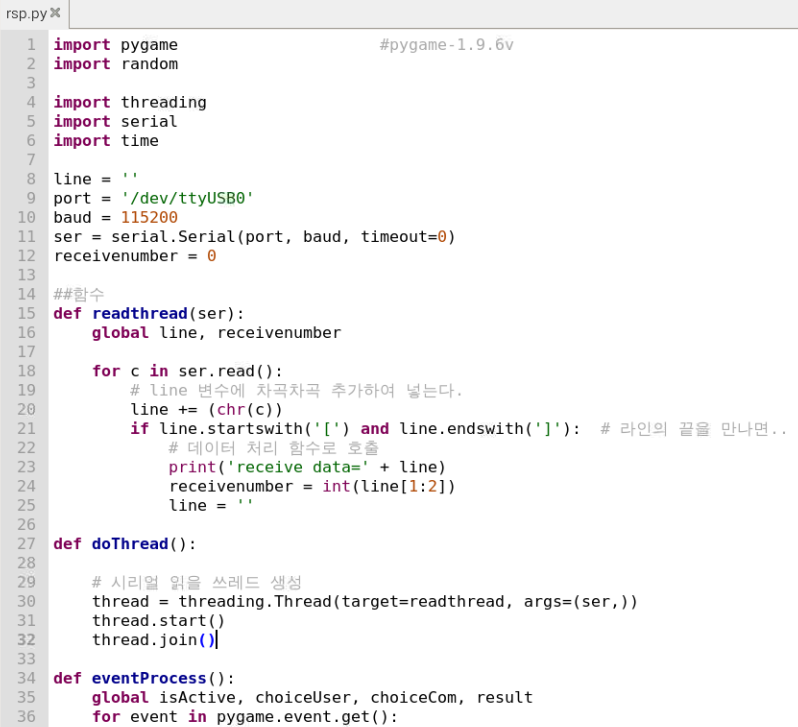 rsp.py
1 import pygame #pygame-1.9.6v
2 import random
3
4 import threading
5 import serial
6 import time
7
8 line = ''
9 port = '/dev/ttyUSB0'
10 baud = 115200
11 ser = serial.Serial(port, baud, timeout=0)
12 receivenumber = 0
13
14 ##함수
15 def readthread(ser):
16     global line, receivenumber
17
18     for c in ser.read():
19         # line 변수에 차곡차곡 추가하여 넣는다.
20         line += (chr(c))
21         if line.startswith('[') and line.endswith(']'):  # 라인의 끝을 만나면..
22             # 데이터 처리 함수로 호출
23             print('receive data=' + line)
24             receivenumber = int(line[1:2])
25             line = ''
26
27 def doThread():
28
29     # 시리얼 읽을 쓰레드 생성
30     thread = threading.Thread(target=readthread, args=(ser,))
31     thread.start()
32     thread.join()
33
34 def eventProcess():
35     global isActive, choiceUser, choiceCom, result
36     for event in pygame.event.get():